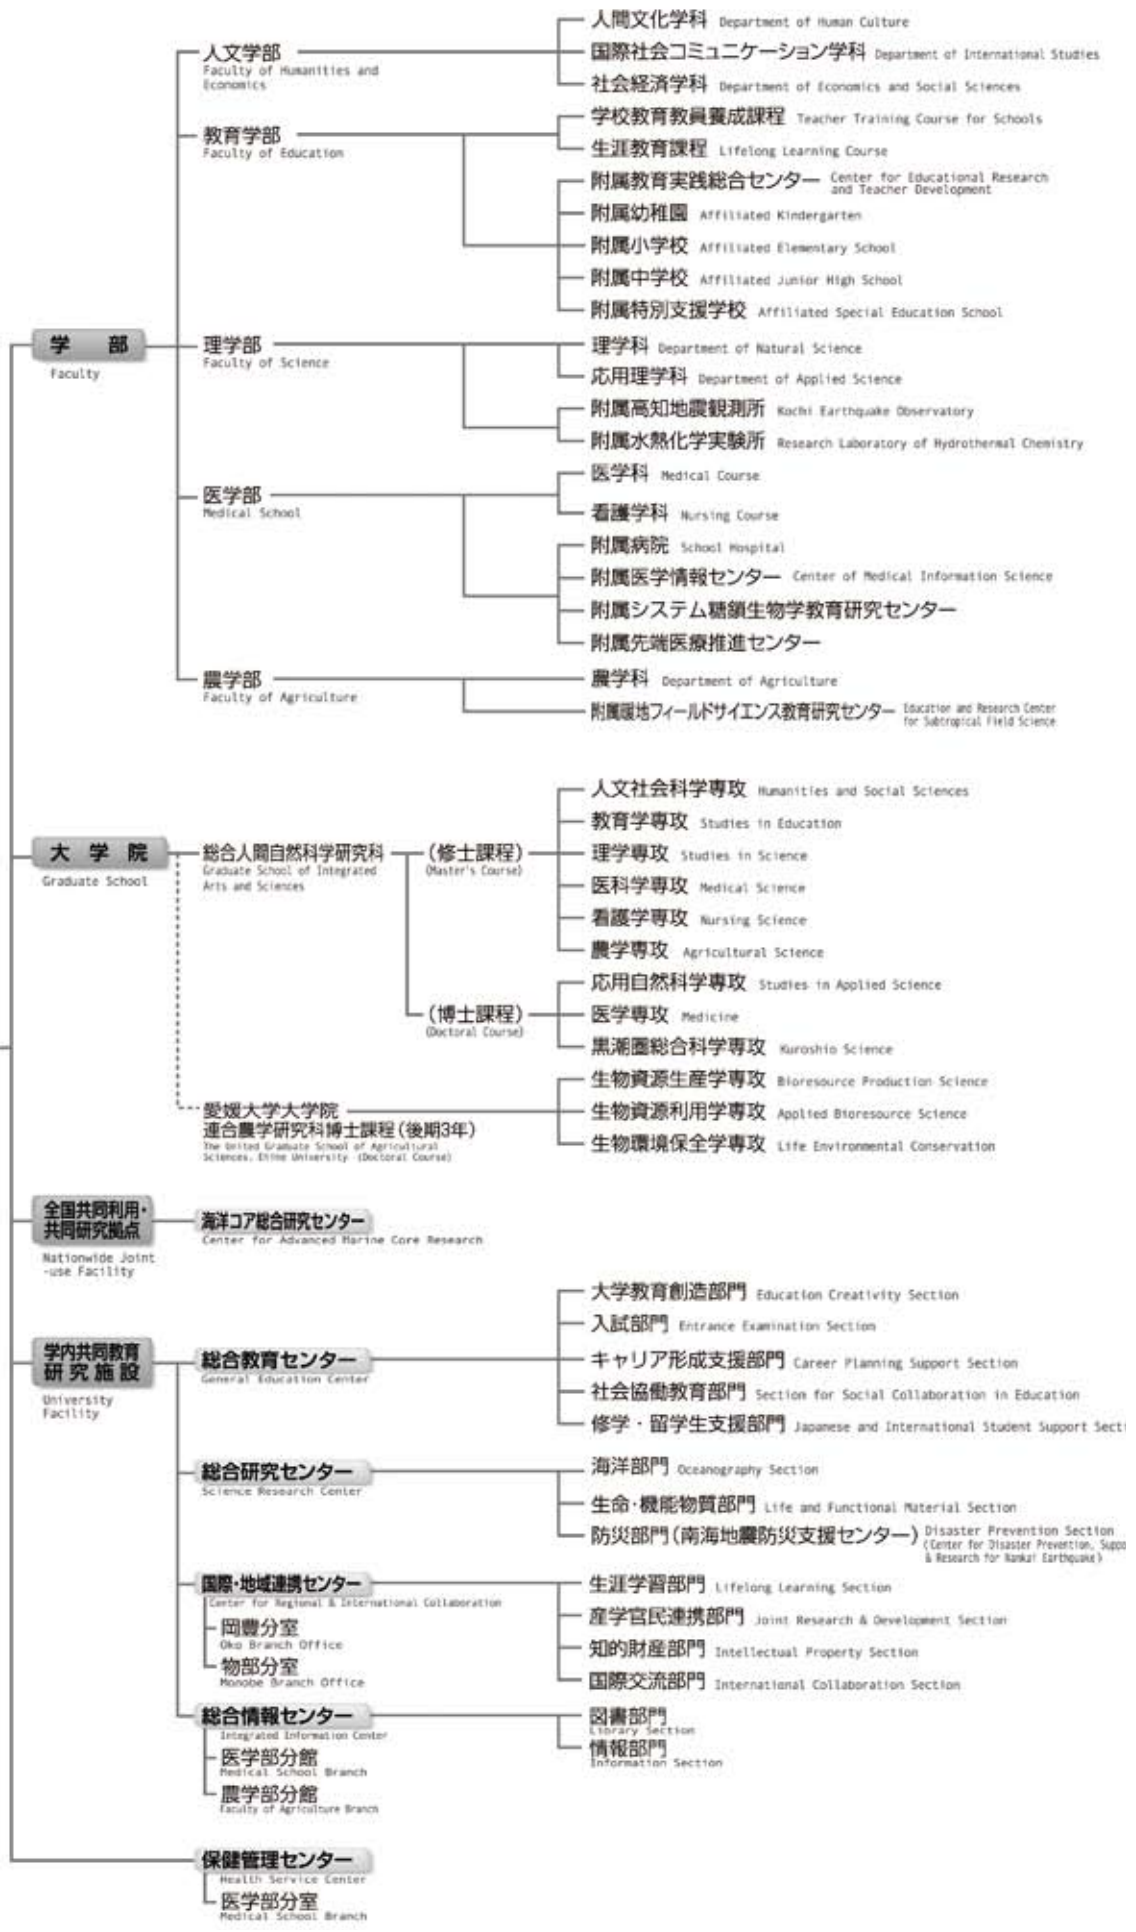 人間文化学科 Department of Human Culture
人文学部
国際社会コミュニケーション学科 Department of International Studies
Faculty of Humanities and
Economics
社会経済学科 Department of Economics and Social Sciences
学校教育教員養成課程 Teacher Training Course for Schools
教育学部
Faculty of Education
生涯教育課程 Lifelong Learning Course
附属教育実践総合センター Center for Educational Research
and Teacher Development
附属幼稚園 Affiliated Kindergarten
附属小学校 Affiliated Elementary School
附属中学校 Affiliated Junior High School
附属特別支援学校 Affiliated Special Education School
学部
Faculty
理学部
Faculty of Science
理学科 Department of Natural Science
応用理学科 Department of Applied Science
附属高知地震観測所 Kochi Earthquake Observatory
附属水熱化学実験所 Research Laboratory of Hydrothermal Chemistry
医学部
Medical School
医学科 Medical Course
看護学科 Nursing Course
附属病院 School Hospital
附属医学情報センター Center of Medical Information Science
附属システム糖鎖生物学教育研究センター
附属先端医療推進センター
農学部
Faculty of Agriculture
農学科 Department of Agriculture
附属暖地フィールドサイエンス教育研究センター Education and Research Center
for Subtropical Field Science
大学院
Graduate School
総合人間自然科学研究科
Graduate School of Integrated
Arts and Sciences
(修士課程)
(Master's Course)
人文社会科学専攻 Humanities and Social Sciences
教育学専攻 Studies in Education
理学専攻 Studies in Science
医科学専攻 Medical Science
看護学専攻 Nursing Science
農学専攻 Agricultural Science
(博士課程)
(Doctoral Course)
応用自然科学専攻 Studies in Applied Science
医学専攻 Medicine
黒潮圏総合科学専攻 Kuroshio Science
愛媛大学大学院
連合農学研究科博士課程(後期3年)
The United Graduate School of Agricultural
Sciences, Ehime University (Doctoral Course)
生物資源生産学専攻 Bioresource Production Science
生物資源利用学専攻 Applied Bioresource Science
生物環境保全学専攻 Life Environmental Conservation
全国共同利用・
共同研究拠点
Nationwide Joint
-use Facility
海洋コア総合研究センター
Center for Advanced Marine Core Research
学内共同教育
研究施設
University
Facility
総合教育センター
General Education Center
大学教育創造部門 Education Creativity Section
入試部門 Entrance Examination Section
キャリア形成支援部門 Career Planning Support Section
社会協働教育部門 Section for Social Collaboration in Education
修学・留学生支援部門 Japanese and International Student Support Secti
総合研究センター
Science Research Center
海洋部門 Oceanography Section
生命・機能物質部門 Life and Functional Material Section
防災部門(南海地震防災支援センター) Disaster Prevention Section
(Center for Disaster Prevention, Suppo
& Research for Nankai Earthquake)
国際・地域連携センター
Center for Regional & International Collaboration
岡豊分室
Oko Branch Office
物部分室
Monobe Branch Office
生涯学習部門 Lifelong Learning Section
産学官民連携部門 Joint Research & Development Section
知的財産部門 Intellectual Property Section
国際交流部門 International Collaboration Section
総合情報センター
Integrated Information Center
医学部分館
Medical School Branch
農学部分館
Faculty of Agriculture Branch
図書部門
Library Section
情報部門
Information Section
保健管理センター
Health Service Center
医学部分室
Medical School Branch